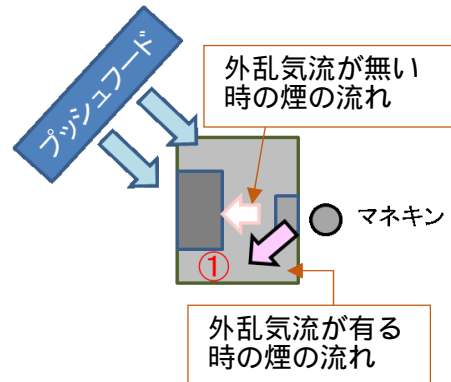 プッシュフード
外乱気流が無い
時の煙の流れ
マネキン
①
外乱気流が有る
時の煙の流れ